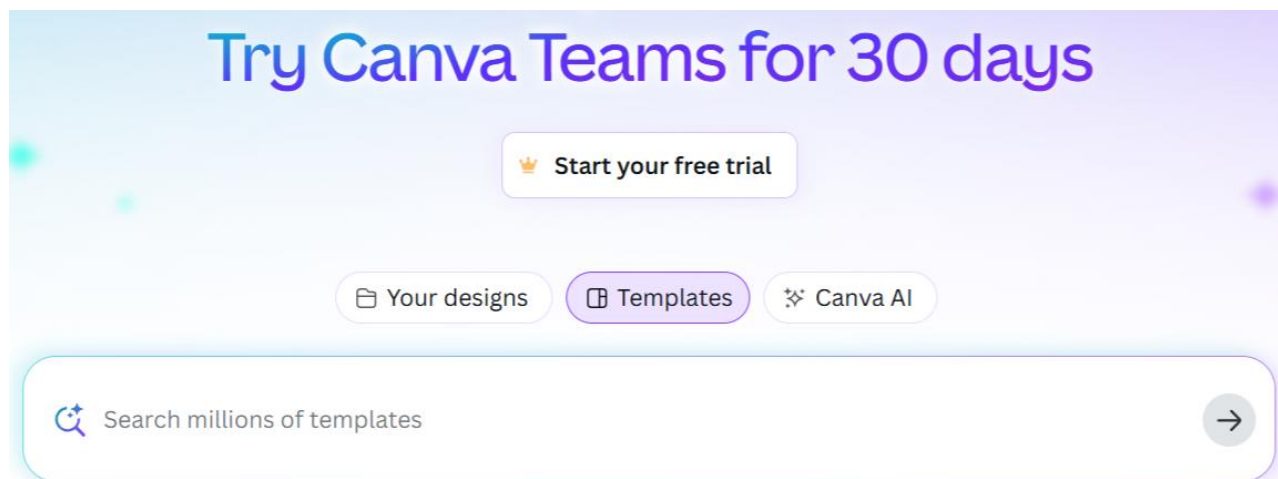 Try Canva Teams for 30 days
Start your free trial
Your designs
Templates
Canva AI
Search millions of templates